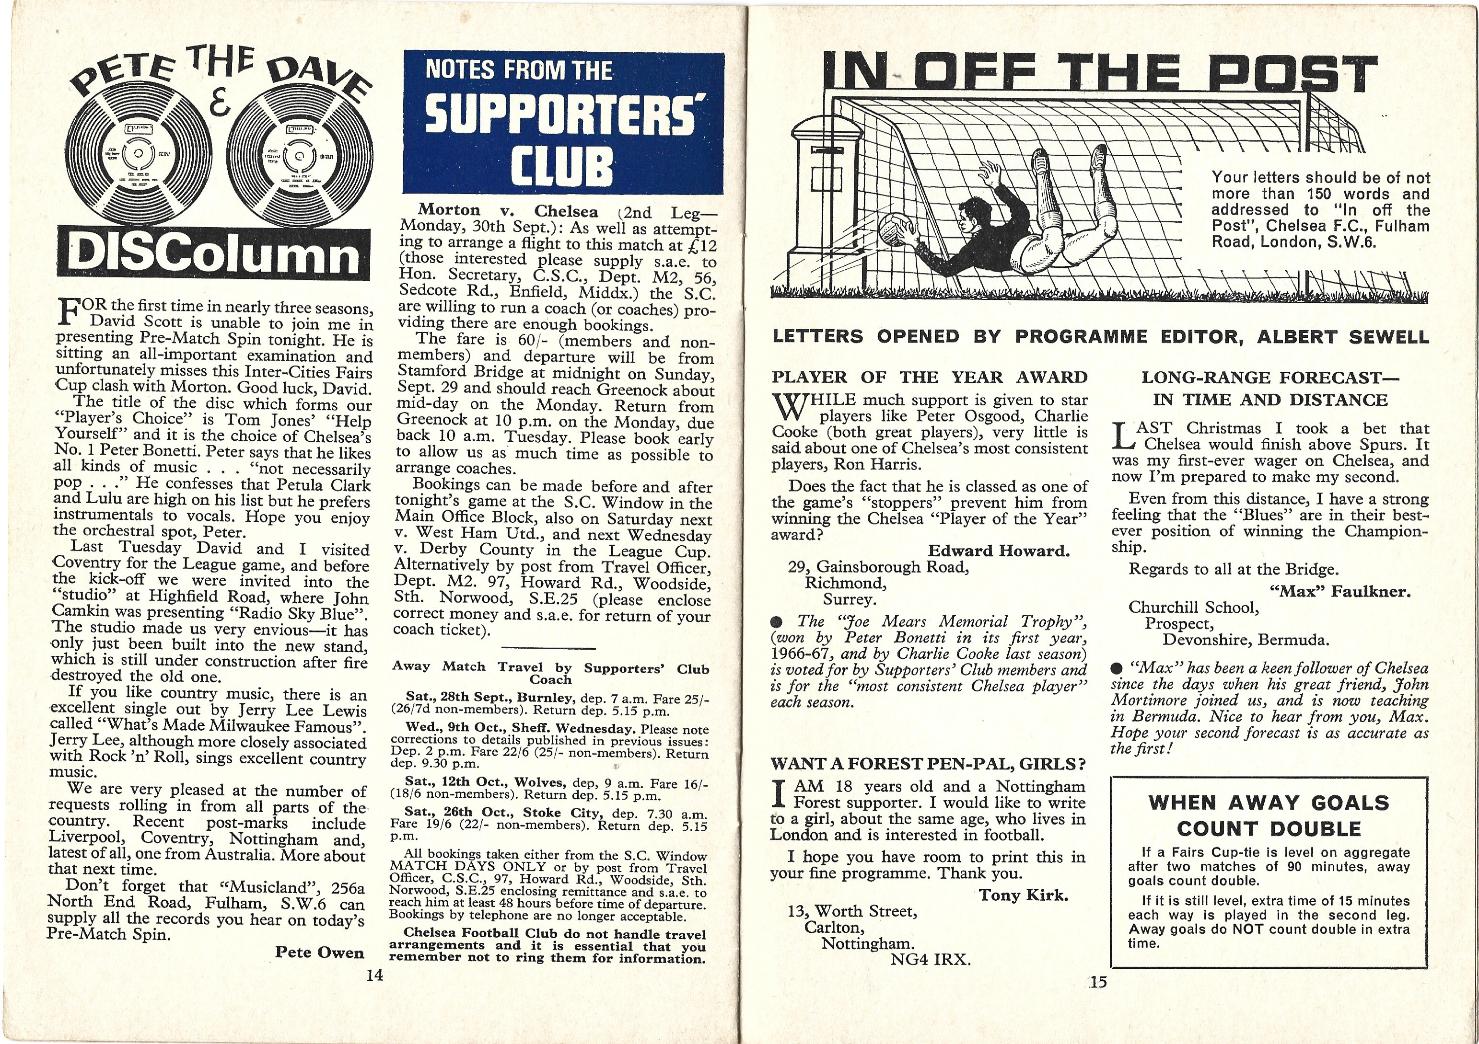 PETE THE DAVE
&
DISColumn
FOR the first time in nearly three seasons,
David Scott is unable to join me in
presenting Pre-Match Spin tonight. He is
sitting an all-important examination and
unfortunately misses this Inter-Cities Fairs
Cup clash with Morton. Good luck, David.
The title of the disc which forms our
"Player's Choice" is Tom Jones' "Help
Yourself" and it is the choice of Chelsea's
No. 1 Peter Bonetti. Peter says that he likes
all kinds of music . . . "not necessarily
pop . . ." He confesses that Petula Clark
and Lulu are high on his list but he prefers
instrumentals to vocals. Hope you enjoy
the orchestral spot, Peter.
Last Tuesday David and I visited
Coventry for the League game, and before
the kick-off we were invited into the
"studio" at Highfield Road, where John
Camkin was presenting "Radio Sky Blue".
The studio made us very envious—it has
only just been built into the new stand,
which is still under construction after fire
destroyed the old one.
If you like country music, there is an
excellent single out by Jerry Lee Lewis
called "What's Made Milwaukee Famous".
Jerry Lee, although more closely associated
with Rock 'n' Roll, sings excellent country
music.
We are very pleased at the number of
requests rolling in from all parts of the
country. Recent post-marks include
Liverpool, Coventry, Nottingham and,
latest of all, one from Australia. More about
that next time.
Don't forget that "Musicland", 256a
North End Road, Fulham, S.W.6 can
supply all the records you hear on today's
Pre-Match Spin.
Pete Owen
NOTES FROM THE
SUPPORTERS'
CLUB
Morton v. Chelsea (2nd Leg—
Monday, 30th Sept.): As well as attempt-
ing to arrange a flight to this match at £12
(those interested please supply s.a.e. to
Hon. Secretary, C.S.C., Dept. M2, 56,
Sedcote Rd., Enfield, Middx.) the S.C.
are willing to run a coach (or coaches) pro-
viding there are enough bookings.
The fare is 60/- (members and non-
members) and departure will be from
Stamford Bridge at midnight on Sunday,
Sept. 29 and should reach Greenock about
mid-day on the Monday. Return from
Greenock at 10 p.m. on the Monday, due
back 10 a.m. Tuesday. Please book early
to allow us as much time as possible to
arrange coaches.
Bookings can be made before and after
tonight's game at the S.C. Window in the
Main Office Block, also on Saturday next
v. West Ham Utd., and next Wednesday
v. Derby County in the League Cup.
Alternatively by post from Travel Officer,
Dept. M2. 97, Howard Rd., Woodside,
Sth. Norwood, S.E.25 (please enclose
correct money and s.a.e. for return of your
coach ticket).
Away Match Travel by Supporters' Club
Coach
Sat., 28th Sept., Burnley, dep. 7 a.m. Fare 25/-
(26/7d non-members). Return dep. 5.15 p.m.
Wed., 9th Oct., Sheff. Wednesday. Please note
corrections to details published in previous issues:
Dep. 2 p.m. Fare 22/6 (25/- non-members). Return
dep. 9.30 p.m.
Sat., 12th Oct., Wolves, dep, 9 a.m. Fare 16/-
(18/6 non-members). Return dep. 5.15 p.m.
Sat., 26th Oct., Stoke City, dep. 7.30 a.m.
Fare 19/6 (22/- non-members). Return dep. 5.15
p.m.
All bookings taken either from the S.C. Window
MATCH DAYS ONLY or by post from Travel
Officer, C.S.C., 97, Howard Rd., Woodside, Sth.
Norwood, S.E.25 enclosing remittance and s.a.e. to
reach him at least 48 hours before time of departure.
Bookings by telephone are no longer acceptable.
Chelsea Football Club do not handle travel
arrangements and it is essential that you
remember not to ring them for information.
14
IN OFF THE POST
Your letters should be of not
more than 150 words and
addressed to "In off the
Post", Chelsea F.C., Fulham
Road, London, S.W.6.
LETTERS OPENED BY PROGRAMME EDITOR, ALBERT SEWELL
PLAYER OF THE YEAR AWARD
WHILE much support is given to star
players like Peter Osgood, Charlie
Cooke (both great players), very little is
said about one of Chelsea's most consistent
players, Ron Harris.
Does the fact that he is classed as one of
the game's "stoppers" prevent him from
winning the Chelsea "Player of the Year"
award?
Edward Howard.
29, Gainsborough Road,
Richmond,
Surrey.
● The "Joe Mears Memorial Trophy",
(won by Peter Bonetti in its first year,
1966-67, and by Charlie Cooke last season)
is voted for by Supporters' Club members and
is for the "most consistent Chelsea player"
each season.
WANT A FOREST PEN-PAL, GIRLS?
I AM 18 years old and a Nottingham
Forest supporter. I would like to write
to a girl, about the same age, who lives in
London and is interested in football.
I hope you have room to print this in
your fine programme. Thank you.
Tony Kirk.
13, Worth Street,
Carlton,
Nottingham.
NG4 IRX.
LONG-RANGE FORECAST—
IN TIME AND DISTANCE
LAST Christmas I took a bet that
Chelsea would finish above Spurs. It
was my first-ever wager on Chelsea, and
now I'm prepared to make my second.
Even from this distance, I have a strong
feeling that the "Blues" are in their best-
ever position of winning the Champion-
ship.
Regards to all at the Bridge.
"Max" Faulkner.
Churchill School,
Prospect,
Devonshire, Bermuda.
● "Max" has been a keen follower of Chelsea
since the days when his great friend, John
Mortimore joined us, and is now teaching
in Bermuda. Nice to hear from you, Max.
Hope your second forecast is as accurate as
the first!
WHEN AWAY GOALS
COUNT DOUBLE
If a Fairs Cup-tie is level on aggregate
after two matches of 90 minutes, away
goals count double.
If it is still level, extra time of 15 minutes
each way is played in the second leg.
Away goals do NOT count double in extra
time.
15